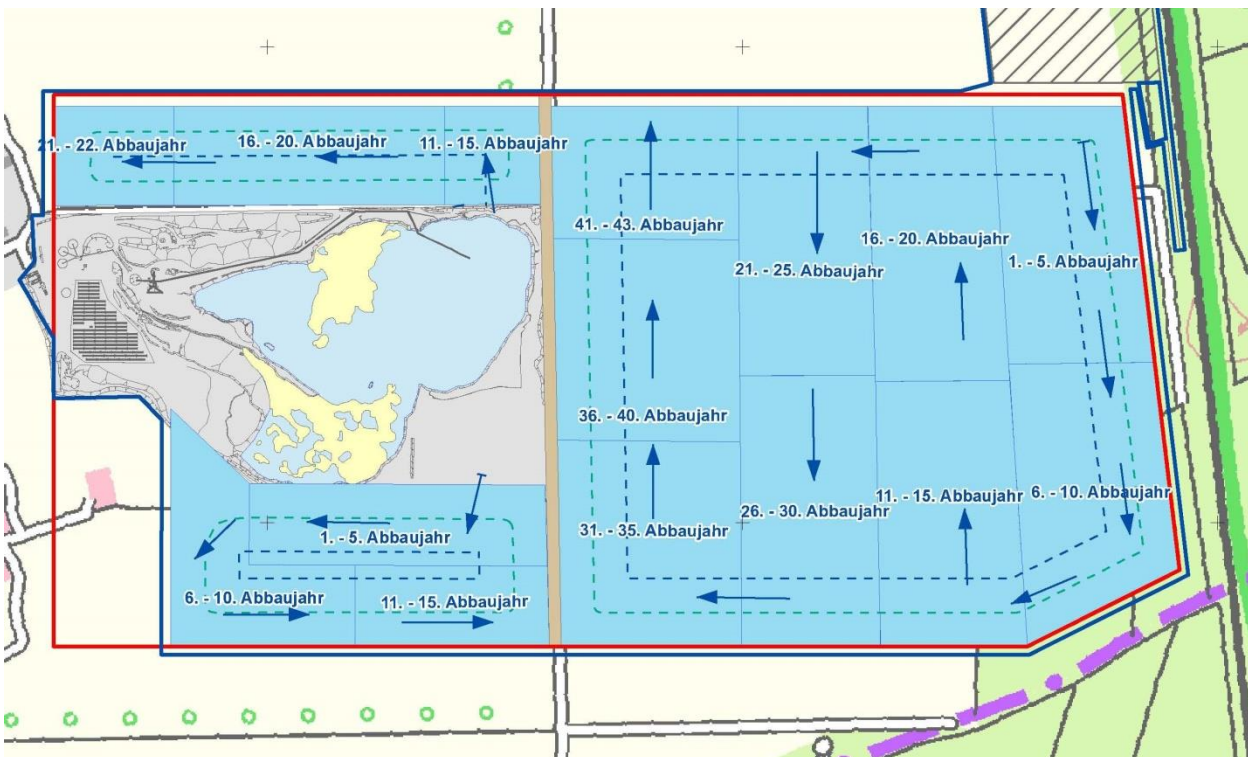 21. - 22. Abbaujahr
16. - 20. Abbaujahr
11. - 15. Abbaujahr
41. - 43. Abbaujahr
21. - 25. Abbaujahr
16. - 20. Abbaujahr
1. - 5. Abbaujahr
36. - 40. Abbaujahr
31. - 35. Abbaujahr
26. - 30. Abbaujahr
11. - 15. Abbaujahr
6. - 10. Abbaujahr
1. - 5. Abbaujahr
6. - 10. Abbaujahr
11. - 15. Abbaujahr